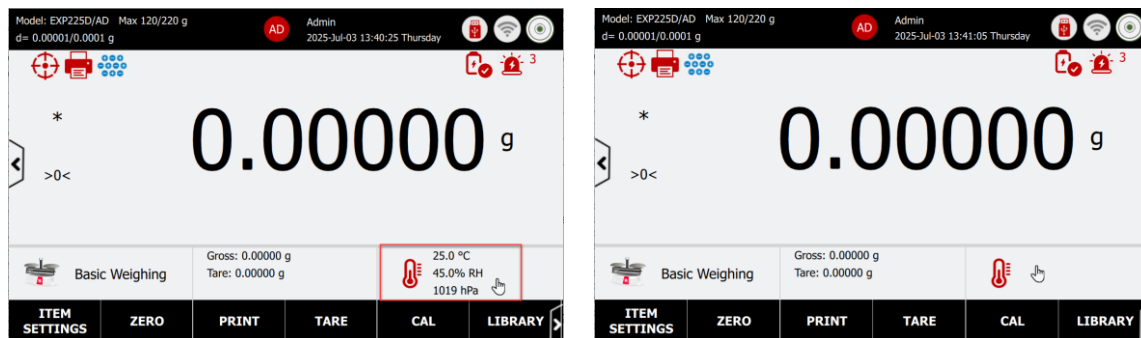 Model: EXP225D/AD Max 120/220 g
d= 0.00001/0.0001 g
AD
Admin
2025-Jul-03 13:40:25 Thursday
3
*
0.00000 g
>0<
Basic Weighing
Gross: 0.00000 g
Tare: 0.00000 g
25.0 °C
45.0% RH
1019 hPa
ITEM SETTINGS
ZERO
PRINT
TARE
CAL
LIBRARY
Model: EXP225D/AD Max 120/220 g
d= 0.00001/0.0001 g
AD
Admin
2025-Jul-03 13:41:05 Thursday
3
*
0.00000 g
>0<
Basic Weighing
Gross: 0.00000 g
Tare: 0.00000 g
ITEM SETTINGS
ZERO
PRINT
TARE
CAL
LIBRARY